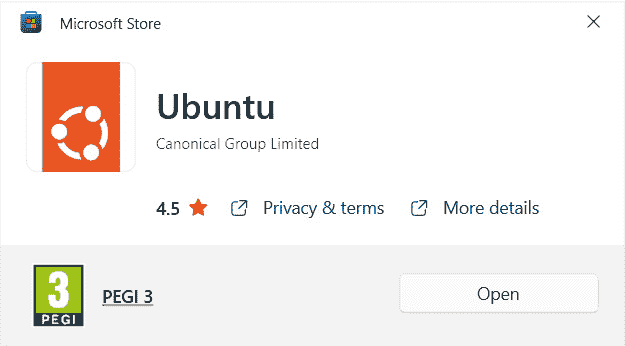 Microsoft Store
Ubuntu
Canonical Group Limited
4.5 Privacy & terms More details
3
PEGI
PEGI 3
Open